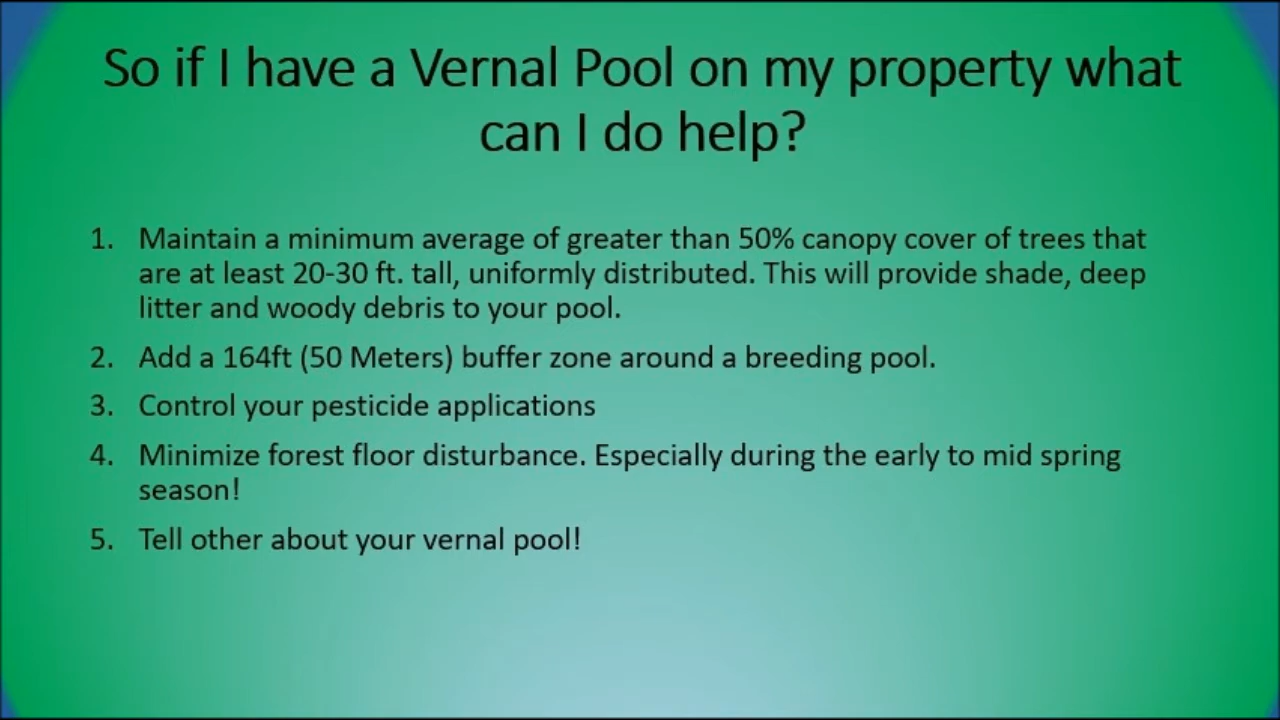 So if I have a Vernal Pool on my property what
can I do help?
1. Maintain a minimum average of greater than 50% canopy cover of trees that
are at least 20-30 ft. tall, uniformly distributed. This will provide shade, deep
litter and woody debris to your pool.
2. Add a 164ft (50 Meters) buffer zone around a breeding pool.
3. Control your pesticide applications
4. Minimize forest floor disturbance. Especially during the early to mid spring
season!
5. Tell other about your vernal pool!